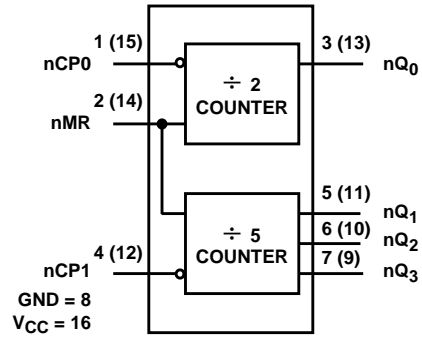 1 (15)
nCP0
2 (14)
nMR
÷ 2
COUNTER
3 (13)
nQ0
÷ 5
COUNTER
5 (11)
nQ1
6 (10)
nQ2
7 (9)
nQ3
4 (12)
nCP1
GND = 8
VCC = 16